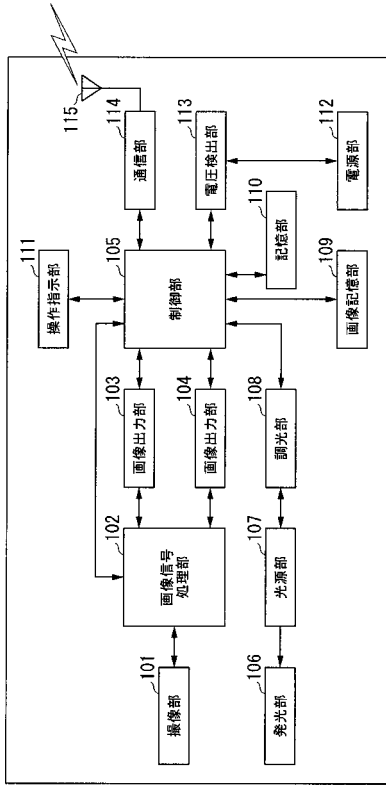 111
操作指示部
115
101
撮像部
102
画像信号
処理部
103
画像出力部
104
画像出力部
105
制御部
114
通信部
113
電圧検出部
106
発光部
107
光源部
108
調光部
110
記憶部
109
画像記憶部
112
電源部